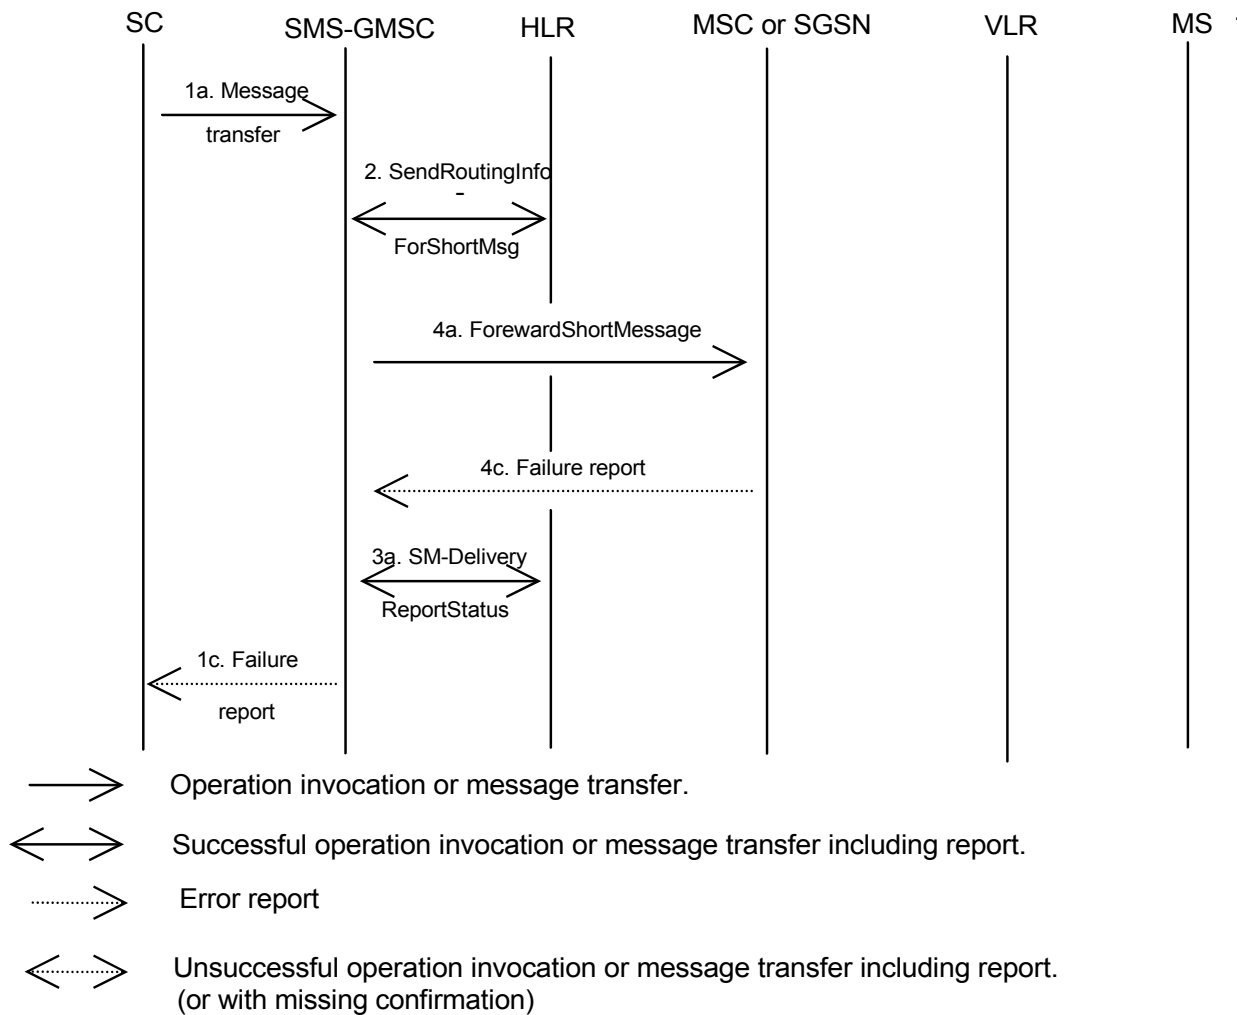 SC SMS-GMSC HLR MSC or SGSN VLR MS
1a. Message
transfer
2. SendRoutingInfo
-
ForShortMsg
4a. ForewardShortMessage
4c. Failure report
3a. SM-Delivery
ReportStatus
1c. Failure
report
Operation invocation or message transfer.
Successful operation invocation or message transfer including report.
Error report
Unsuccessful operation invocation or message transfer including report.
(or with missing confirmation)